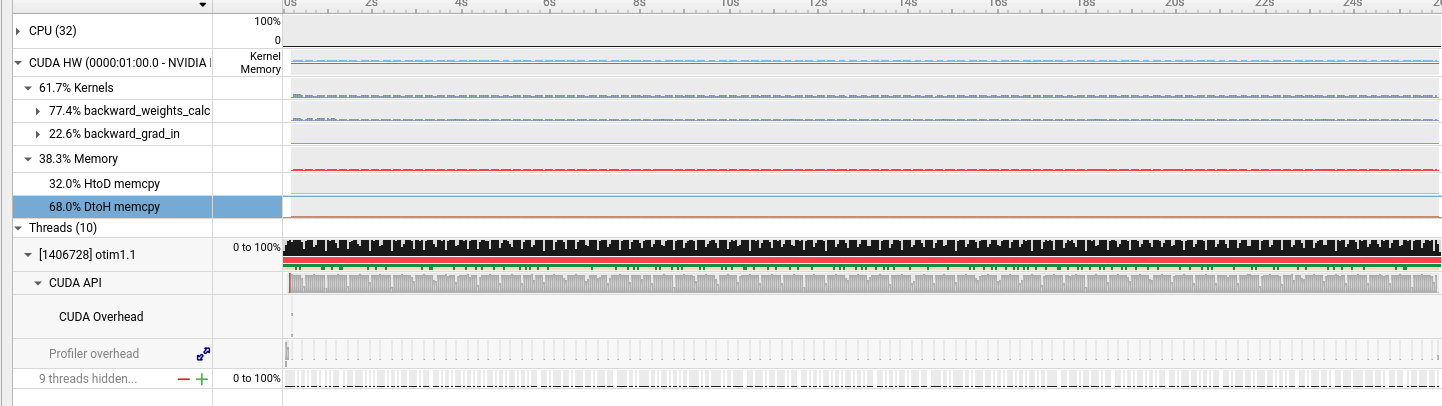 0s 2s 4s 6s 8s 10s 12s 14s 16s 18s 20s 22s 24s
CPU (32) 100%
0
CUDA HW (0000:01:00.0 - NVIDIA Kernel
Memory
61.7% Kernels
77.4% backward_weights_calc
22.6% backward_grad_in
38.3% Memory
32.0% HtoD memcpy
68.0% DtoH memcpy
Threads (10)
[1406728] otim1.1 0 to 100%
CUDA API
CUDA Overhead
Profiler overhead
9 threads hidden... 0 to 100%